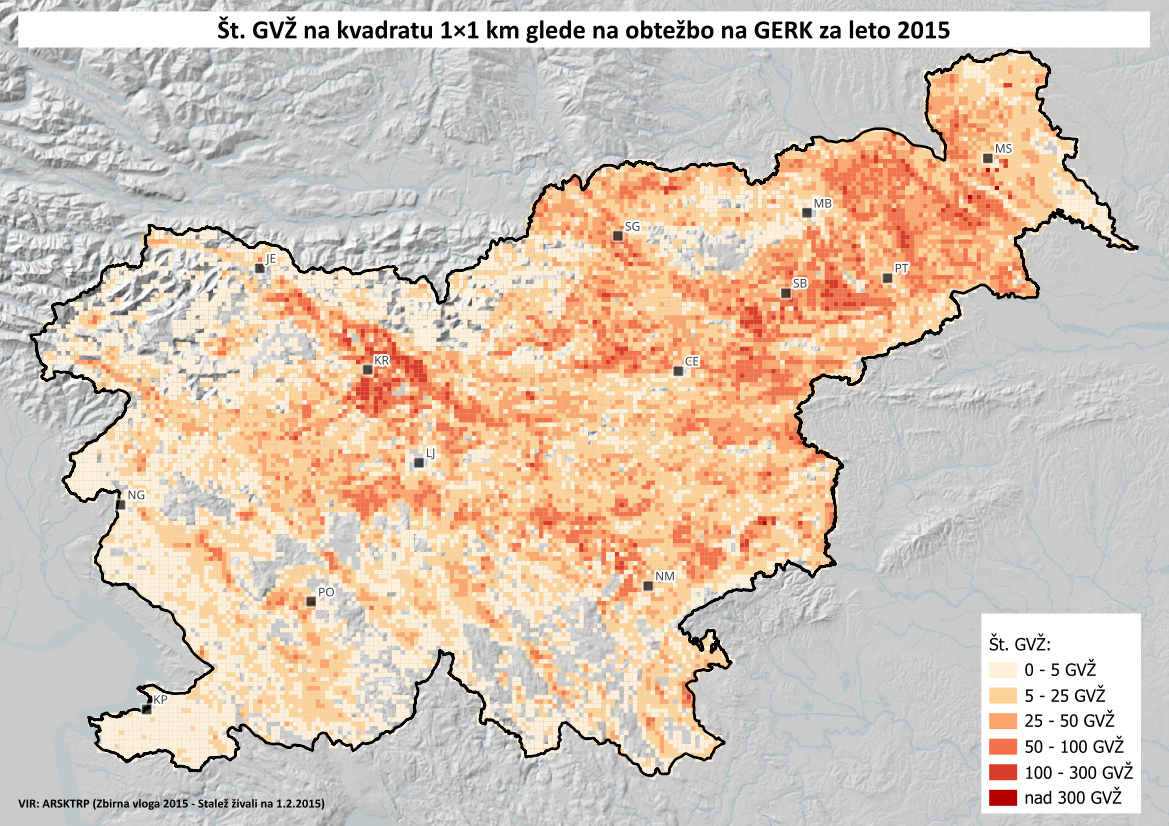 Št. GVŽ na kvadratu 1×1 km glede na obtežbo na GERK za leto 2015
MS
MB
SG
JE
PT
SB
KR
CE
LJ
NG
NM
PO
KP
Št. GVŽ:
0 - 5 GVŽ
5 - 25 GVŽ
25 - 50 GVŽ
50 - 100 GVŽ
100 - 300 GVŽ
nad 300 GVŽ
VIR: ARSKTRP (Zbirna vloga 2015 - Stalež živali na 1.2.2015)